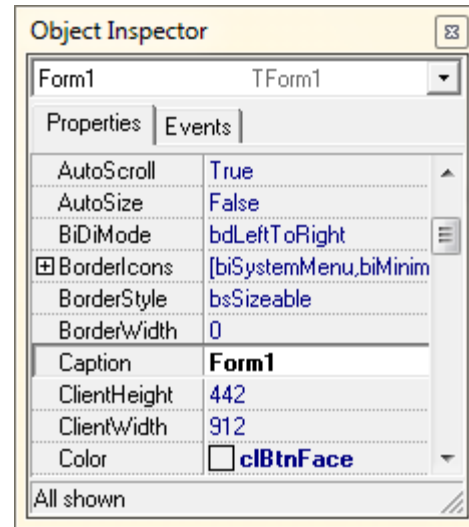 Object Inspector
Form1 TForm1
Properties Events
AutoScroll True
AutoSize False
BiDiMode bdLeftToRight
BorderIcons [biSystemMenu,biMinim
BorderStyle bsSizeable
BorderWidth 0
Caption Form1
ClientHeight 442
ClientWidth 912
Color clBtnFace
All shown